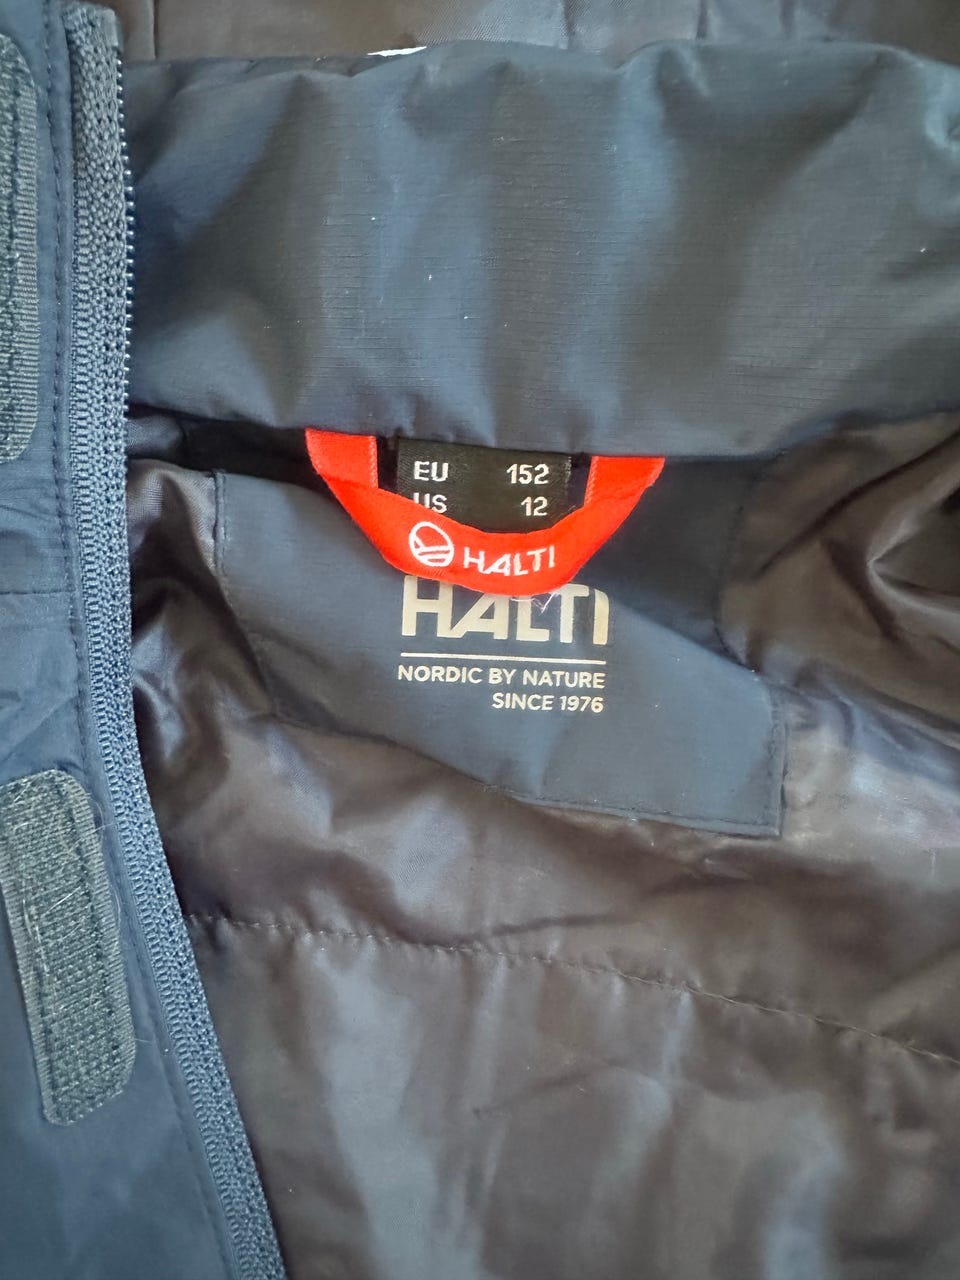 EU 152
US 12
HALTI
HALTI
NORDIC BY NATURE
SINCE 1976